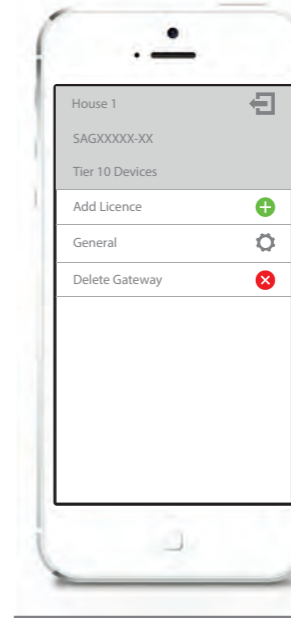 House 1
SAGXXXXX-XX
Tier 10 Devices
Add Licence
General
Delete Gateway